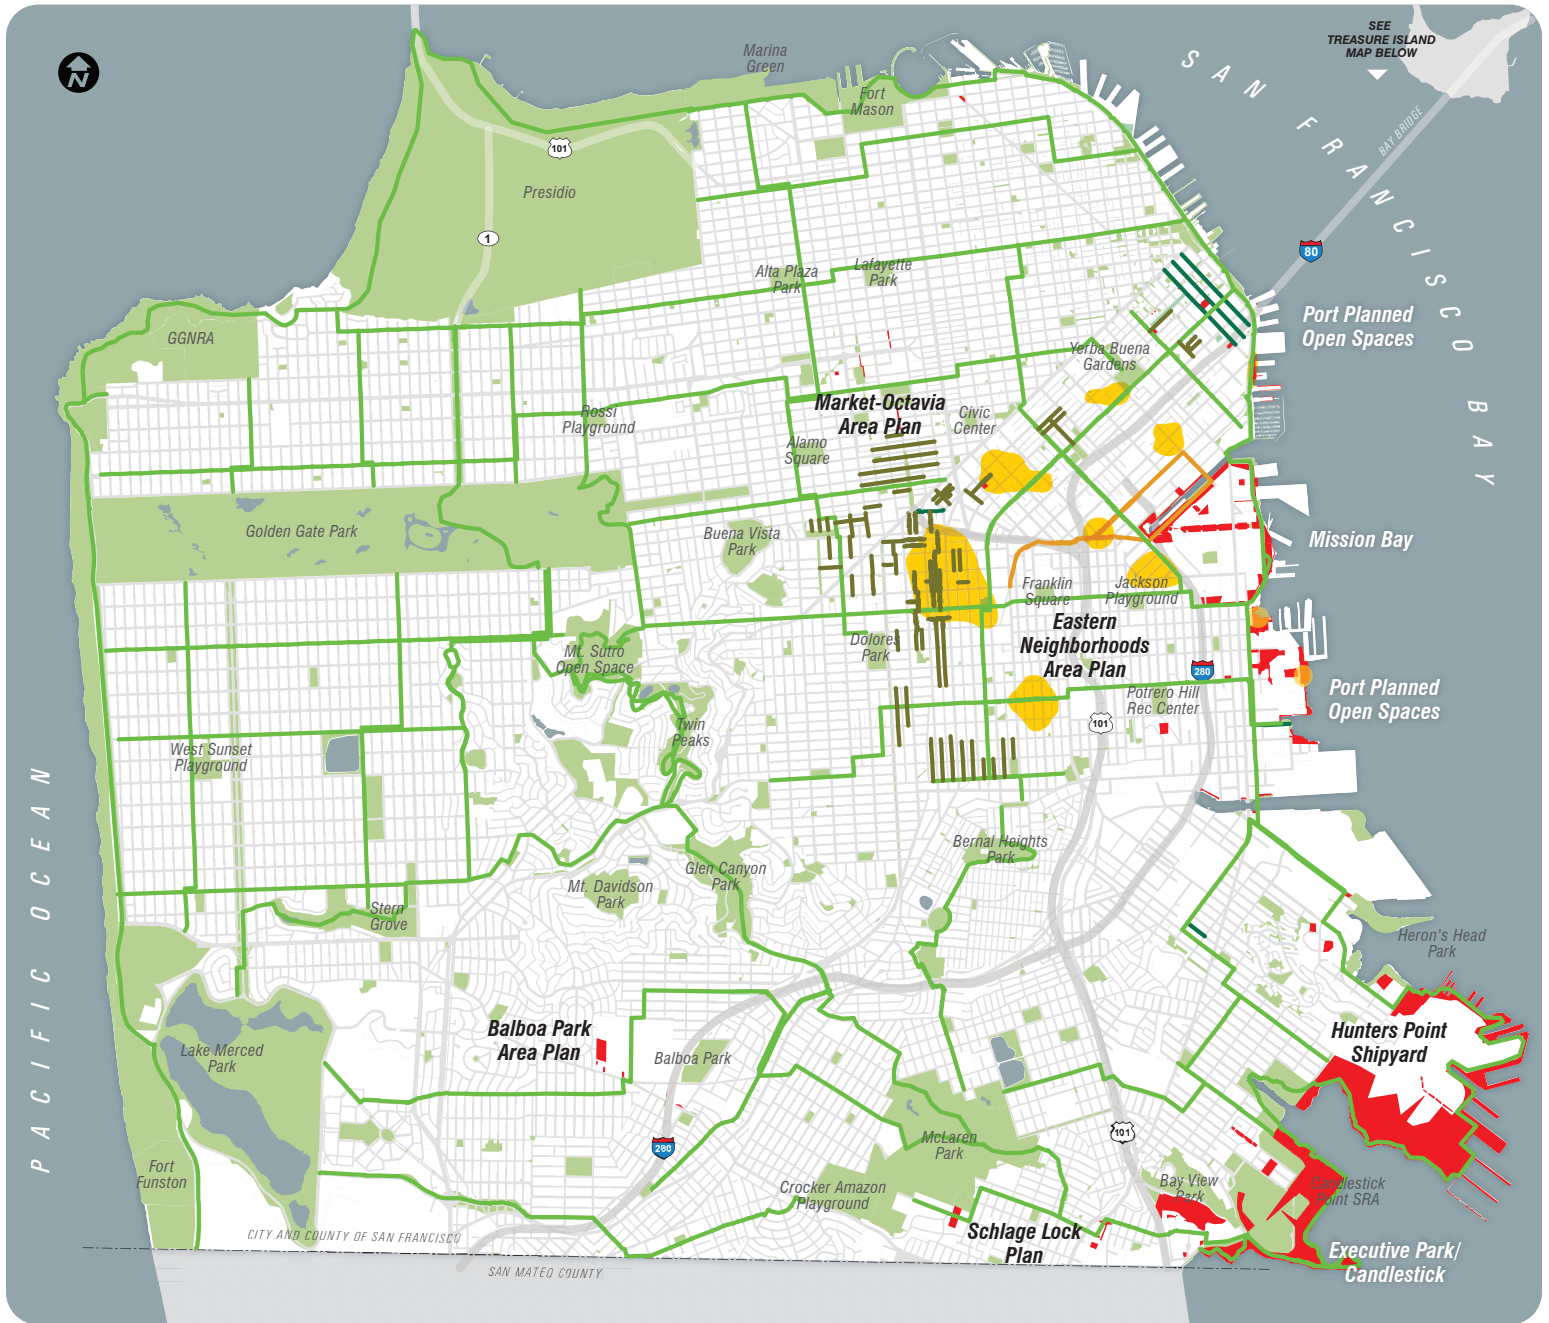 SEE
TREASURE ISLAND
MAP BELOW
N
Marina
Green
Fort
Mason
SAN FRANCISCO BAY
BAY BRIDGE
101
Presidio
1
80
Alta Plaza
Park
Lafayette
Park
Port Planned
Open Spaces
GGNRA
Yerba Buena
Gardens
Rossi
Playground
Market-Octavia
Area Plan
Civic
Center
Alamo
Square
Golden Gate Park
Buena Vista
Park
Mission Bay
Franklin
Square
Jackson
Playground
Eastern
Neighborhoods
Area Plan
Dolores
Park
Mt. Sutro
Open Space
280
Port Planned
Open Spaces
Potrero Hill
Rec Center
101
Twin
Peaks
West Sunset
Playground
PACIFIC OCEAN
Bernal Heights
Park
Glen Canyon
Park
Mt. Davidson
Park
Stern
Grove
Heron's Head
Park
Balboa Park
Area Plan
Balboa Park
Hunters Point
Shipyard
Lake Merced
Park
McLaren
Park
101
280
Fort
Funston
Crocker Amazon
Playground
Bay View
Park
Candlestick
Point SRA
Schlage Lock
Plan
CITY AND COUNTY OF SAN FRANCISCO
SAN MATEO COUNTY
Executive Park/
Candlestick